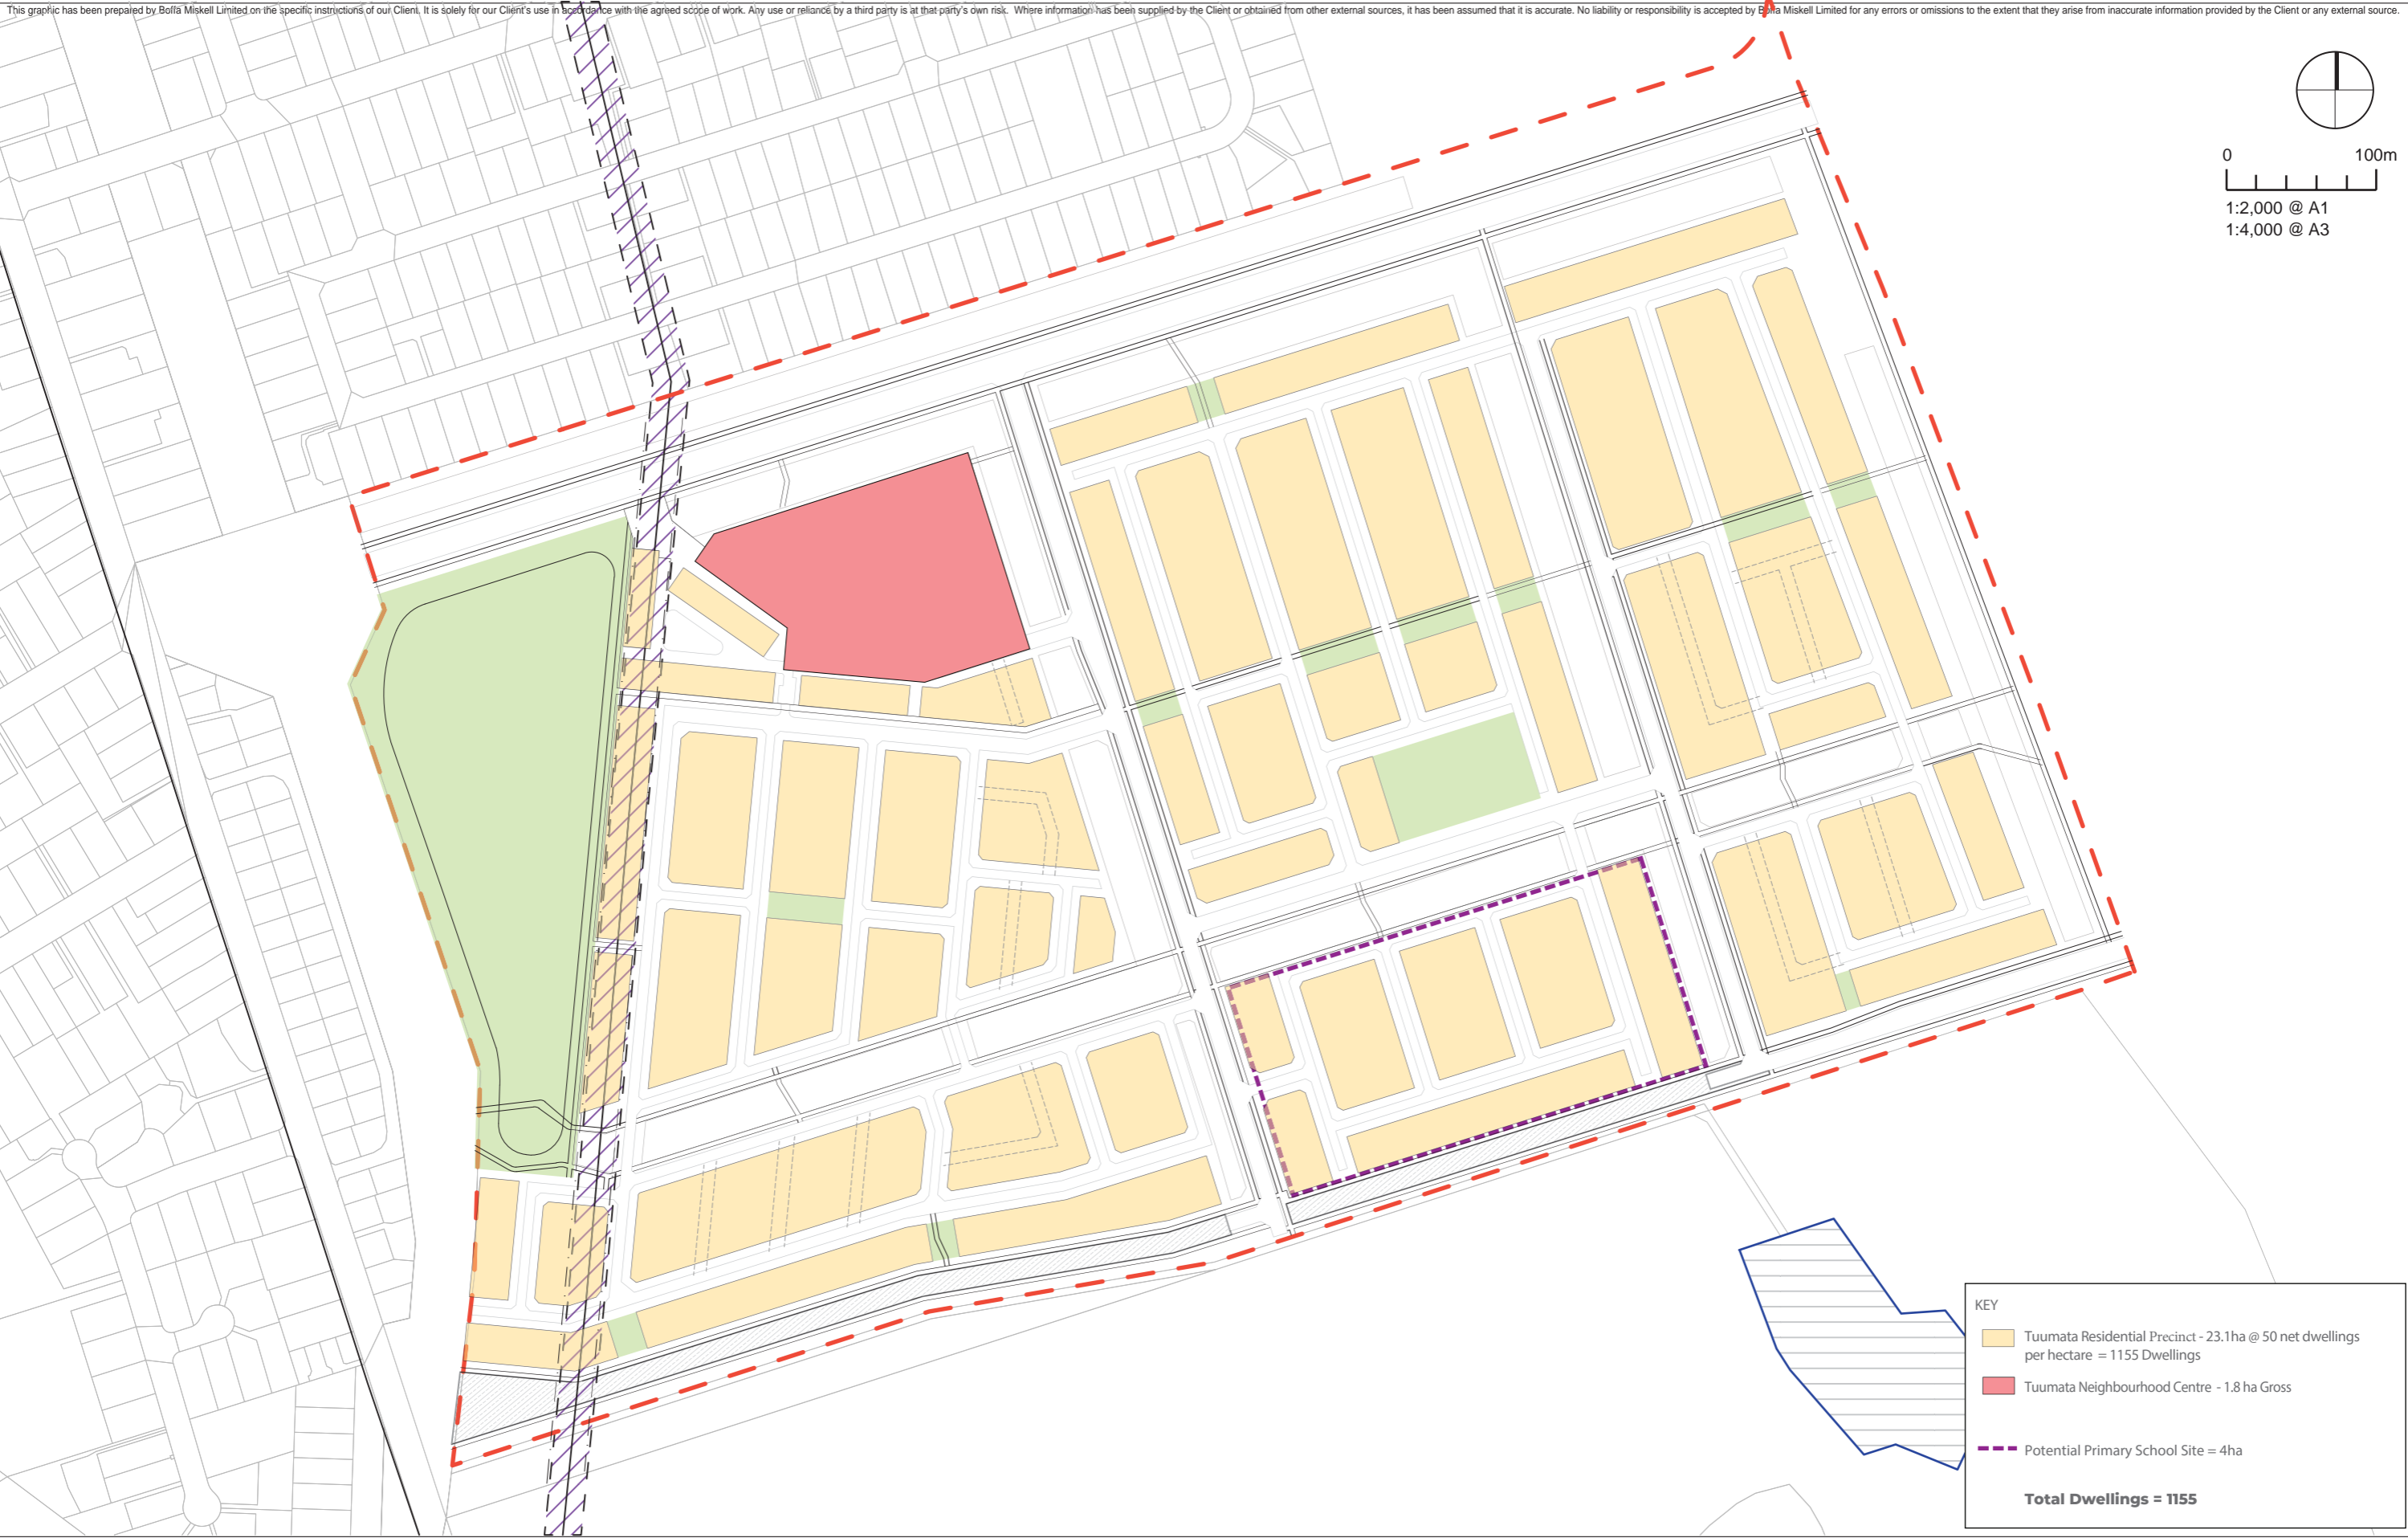 This graphic has been prepared by Boffa Miskell Limited on the specific instructions of our Client. It is solely for our Client's use in accordance with the agreed scope of work. Any use or reliance by a third party is at that party's own risk. Where information has been supplied by the Client or obtained from other external sources, it has been assumed that it is accurate. No liability or responsibility is accepted by Boffa Miskell Limited for any errors or omissions to the extent that they arise from inaccurate information provided by the Client or any external source.
0 100m
1:2,000 @ A1
1:4,000 @ A3
KEY
Tuumata Residential Precinct - 23.1ha @ 50 net dwellings
per hectare = 1155 Dwellings
Tuumata Neighbourhood Centre - 1.8 ha Gross
Potential Primary School Site = 4ha
Total Dwellings = 1155